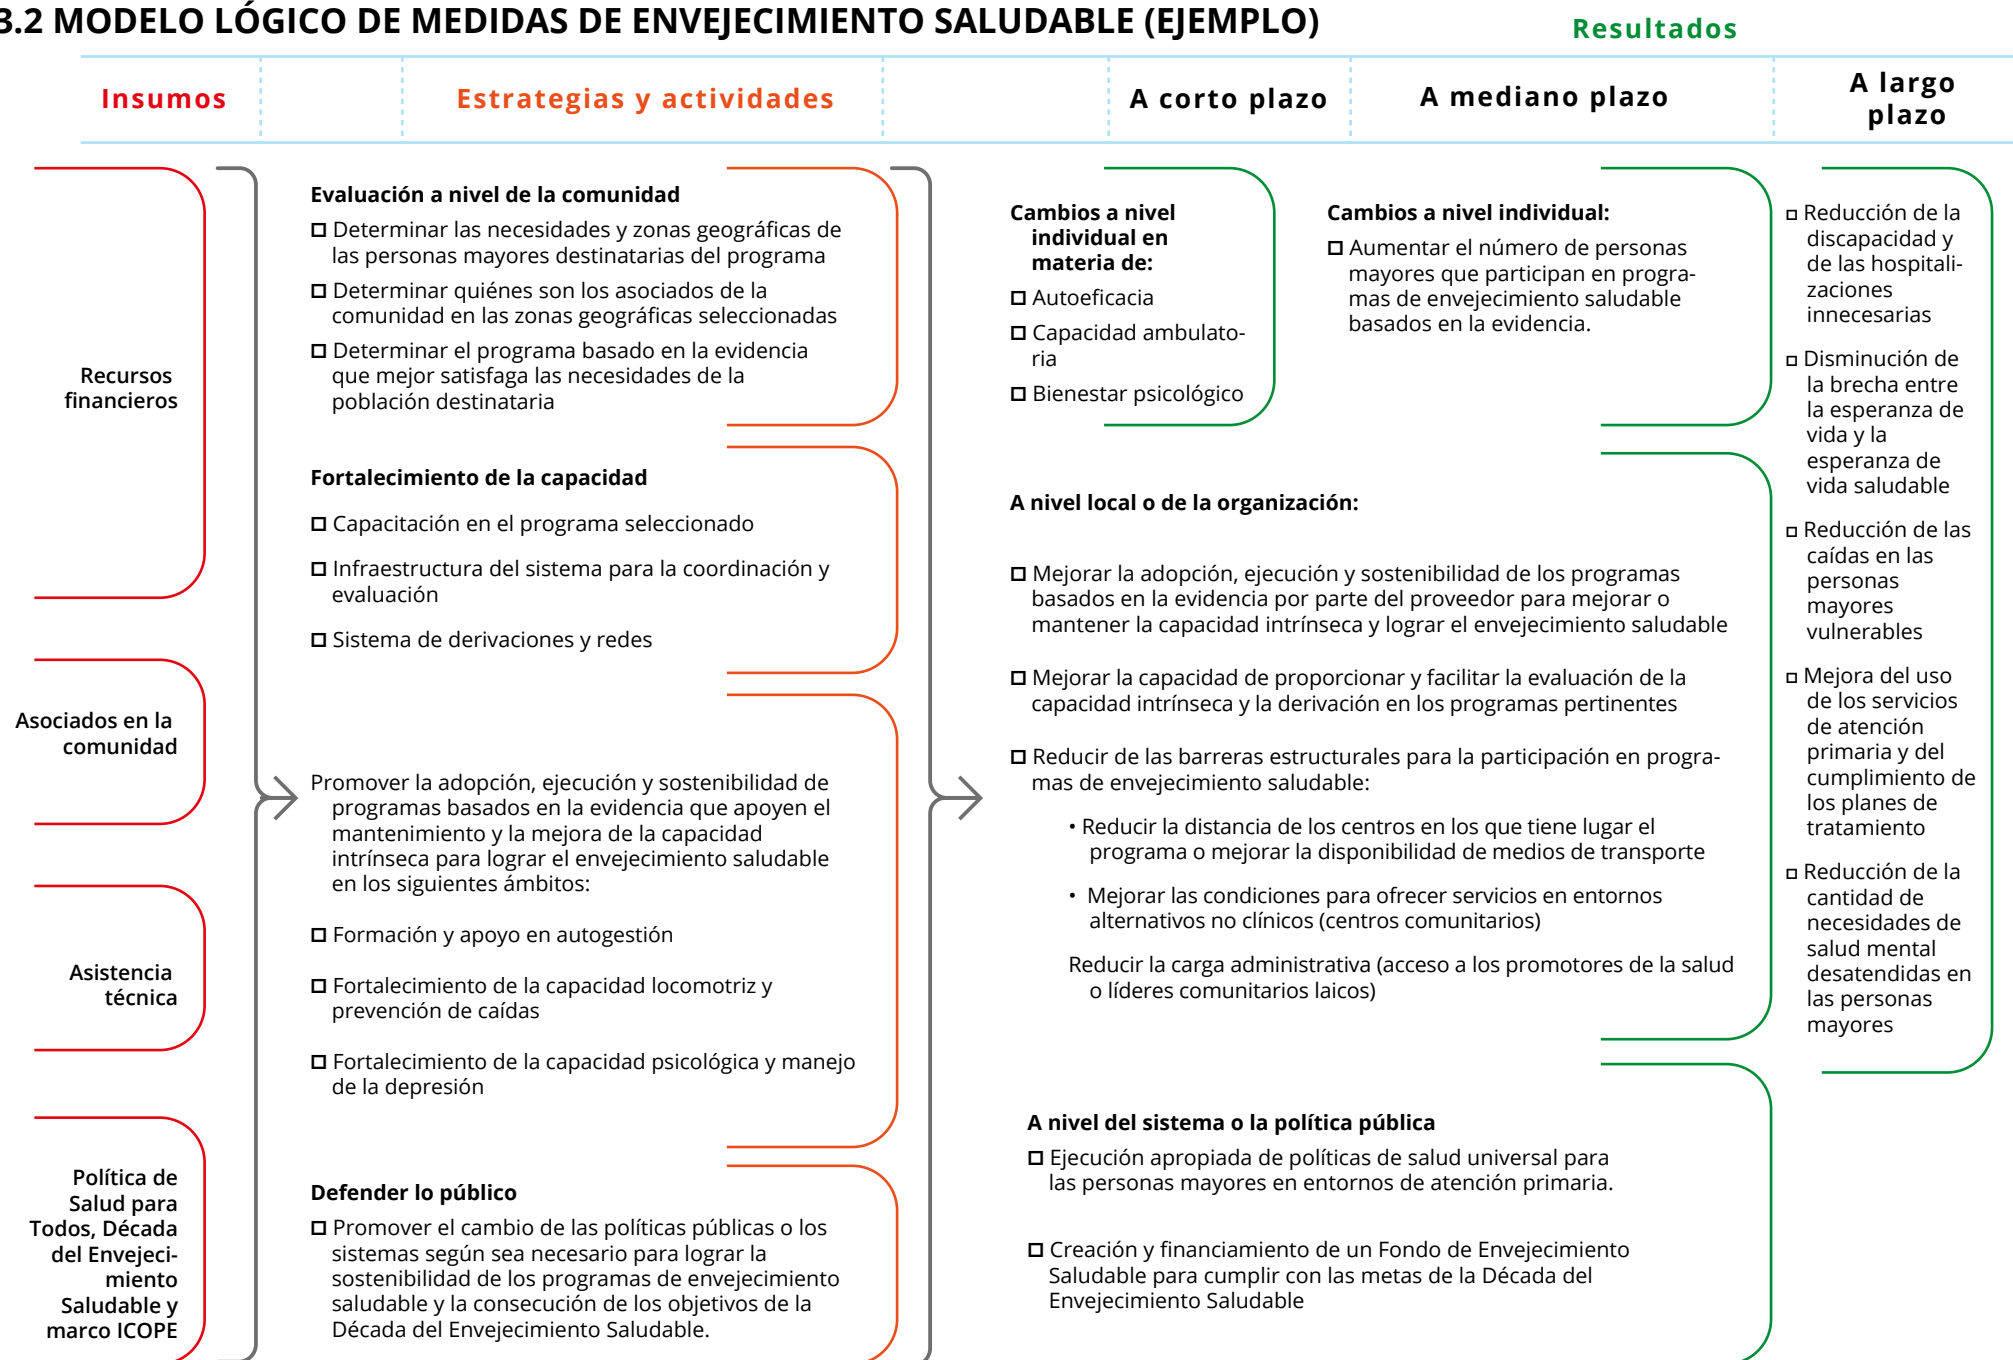 3.2 MODELO LÓGICO DE MEDIDAS DE ENVEJECIMIENTO SALUDABLE (EJEMPLO)
Resultados
Insumos
Estrategias y actividades
A corto plazo
A mediano plazo
A largo
plazo
Recursos
financieros
Asociados en la
comunidad
Asistencia
técnica
Política de
Salud para
Todos, Década
del Envejeci-
miento
Saludable y
marco ICOPE
Evaluación a nivel de la comunidad
Determinar las necesidades y zonas geográficas de
las personas mayores destinatarias del programa
Determinar quiénes son los asociados de la
comunidad en las zonas geográficas seleccionadas
Determinar el programa basado en la evidencia
que mejor satisfaga las necesidades de la
población destinataria
Fortalecimiento de la capacidad
Capacitación en el programa seleccionado
Infraestructura del sistema para la coordinación y
evaluación
Sistema de derivaciones y redes
Promover la adopción, ejecución y sostenibilidad de
programas basados en la evidencia que apoyen el
mantenimiento y la mejora de la capacidad
intrínseca para lograr el envejecimiento saludable
en los siguientes ámbitos:
Formación y apoyo en autogestión
Fortalecimiento de la capacidad locomotriz y
prevención de caídas
Fortalecimiento de la capacidad psicológica y manejo
de la depresión
Defender lo público
Promover el cambio de las políticas públicas o los
sistemas según sea necesario para lograr la
sostenibilidad de los programas de envejecimiento
saludable y la consecución de los objetivos de la
Década del Envejecimiento Saludable.
Cambios a nivel
individual en
materia de:
Autoeficacia
Capacidad ambulato-
ria
Bienestar psicológico
Cambios a nivel individual:
Aumentar el número de personas
mayores que participan en progra-
mas de envejecimiento saludable
basados en la evidencia.
A nivel local o de la organización:
Mejorar la adopción, ejecución y sostenibilidad de los programas
basados en la evidencia por parte del proveedor para mejorar o
mantener la capacidad intrínseca y lograr el envejecimiento saludable
Mejorar la capacidad de proporcionar y facilitar la evaluación de la
capacidad intrínseca y la derivación en los programas pertinentes
Reducir de las barreras estructurales para la participación en progra-
mas de envejecimiento saludable:
• Reducir la distancia de los centros en los que tiene lugar el
programa o mejorar la disponibilidad de medios de transporte
• Mejorar las condiciones para ofrecer servicios en entornos
alternativos no clínicos (centros comunitarios)
Reducir la carga administrativa (acceso a los promotores de la salud
o líderes comunitarios laicos)
A nivel del sistema o la política pública
Ejecución apropiada de políticas de salud universal para
las personas mayores en entornos de atención primaria.
Creación y financiamiento de un Fondo de Envejecimiento
Saludable para cumplir con las metas de la Década del
Envejecimiento Saludable
Reducción de la
discapacidad y
de las hospitali-
zaciones
innecesarias
Disminución de
la brecha entre
la esperanza de
vida y la
esperanza de
vida saludable
Reducción de las
caídas en las
personas
mayores
vulnerables
Mejora del uso
de los servicios
de atención
primaria y del
cumplimiento de
los planes de
tratamiento
Reducción de la
cantidad de
necesidades de
salud mental
desatendidas en
las personas
mayores